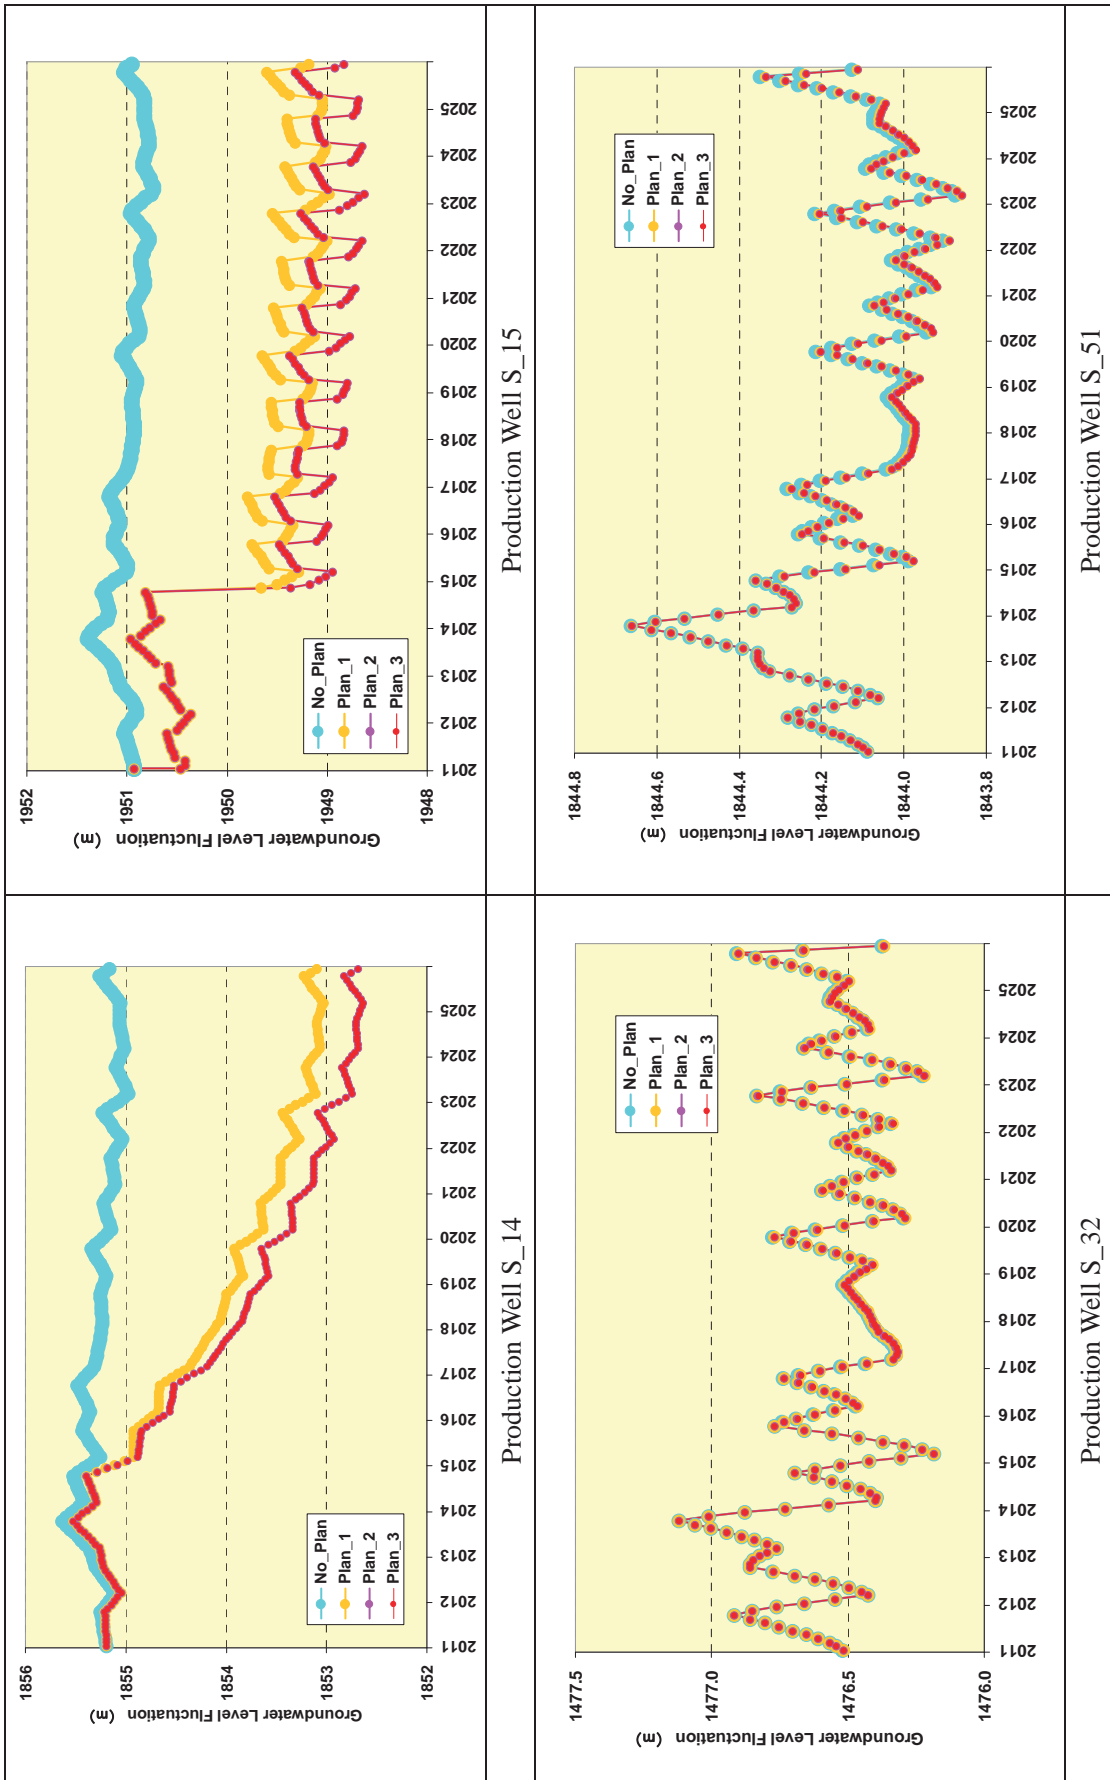 Groundwater Level Fluctuation (m)
1856
1855
1854
1853
1852
2011 2012 2013 2014 2015 2016 2017 2018 2019 2020 2021 2022 2023 2024 2025
No_Plan
Plan_1
Plan_2
Plan_3
Production Well S_14
Groundwater Level Fluctuation (m)
1952
1951
1950
1949
1948
2011 2012 2013 2014 2015 2016 2017 2018 2019 2020 2021 2022 2023 2024 2025
No_Plan
Plan_1
Plan_2
Plan_3
Production Well S_15
Groundwater Level Fluctuation (m)
1477.5
1477.0
1476.5
1476.0
2011 2012 2013 2014 2015 2016 2017 2018 2019 2020 2021 2022 2023 2024 2025
No_Plan
Plan_1
Plan_2
Plan_3
Production Well S_32
Groundwater Level Fluctuation (m)
1844.8
1844.6
1844.4
1844.2
1844.0
1843.8
2011 2012 2013 2014 2015 2016 2017 2018 2019 2020 2021 2022 2023 2024 2025
No_Plan
Plan_1
Plan_2
Plan_3
Production Well S_51